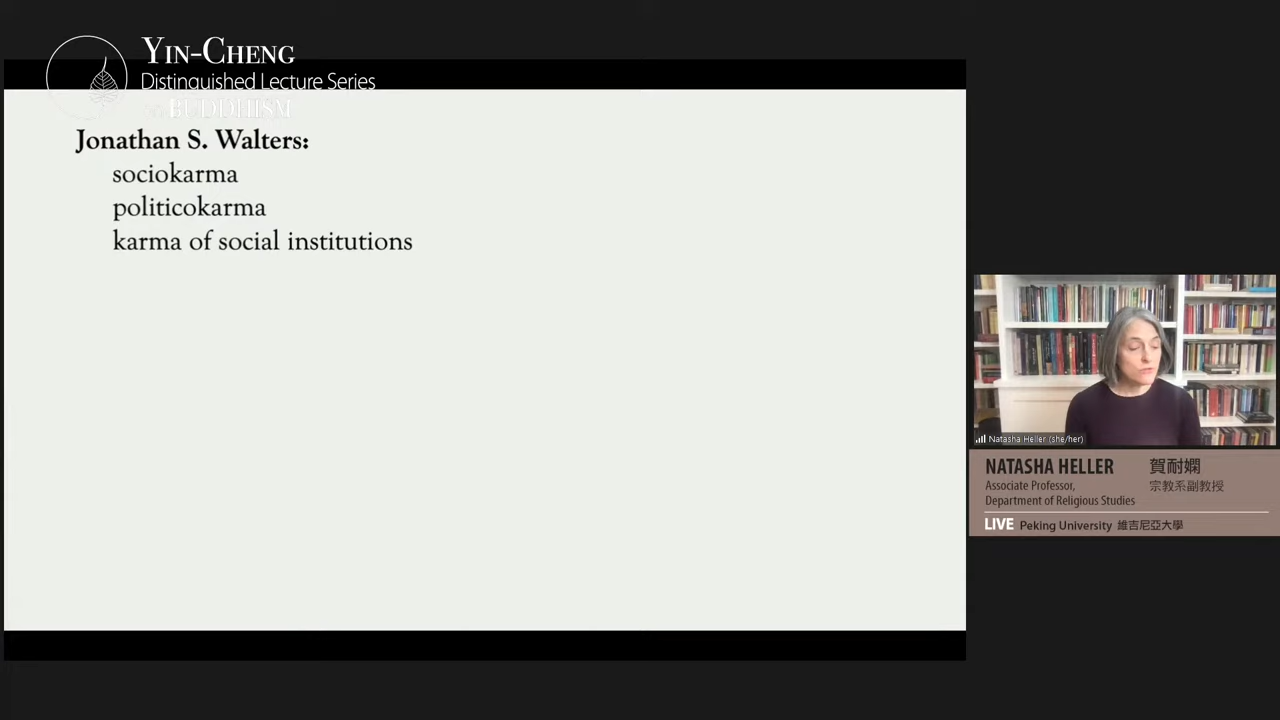 YIN-CHENG
Distinguished Lecture Series
BUDDHISM
Jonathan S. Walters:
sociokarma
politicokarma
karma of social institutions
Natasha Heller (she/her)
NATASHA HELLER 賀耐嫻
Associate Professor, 宗教系副教授
Department of Religious Studies
LIVE Peking University 維吉尼亞大學